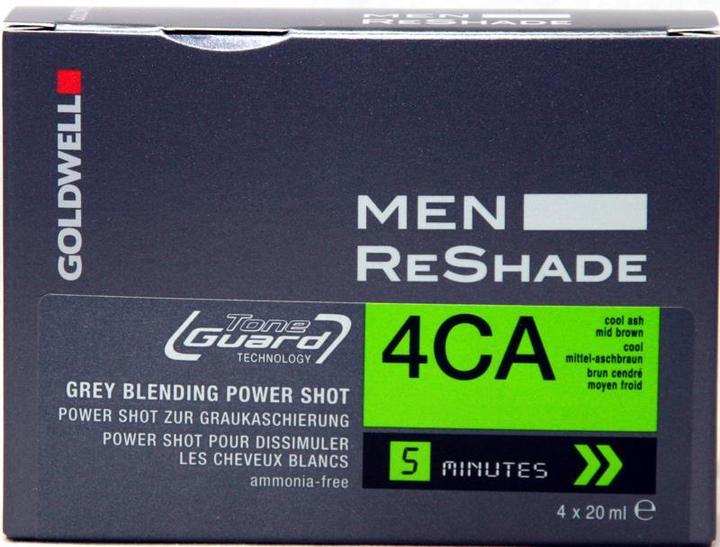 MEN
RESHADE
GOLDWELL
MEN
RESHADE
Tone
Guard
TECHNOLOGY
GREY BLENDING POWER SHOT
POWER SHOT ZUR GRAUKASCHIERUNG
POWER SHOT POUR DISSIMULER
LES CHEVEUX BLANCS
ammonia-free
4CA
cool ash
mid brown
cool
mittel-aschbraun
brun cendré
moyen froid
5 MINUTES
4 x 20 ml ℮